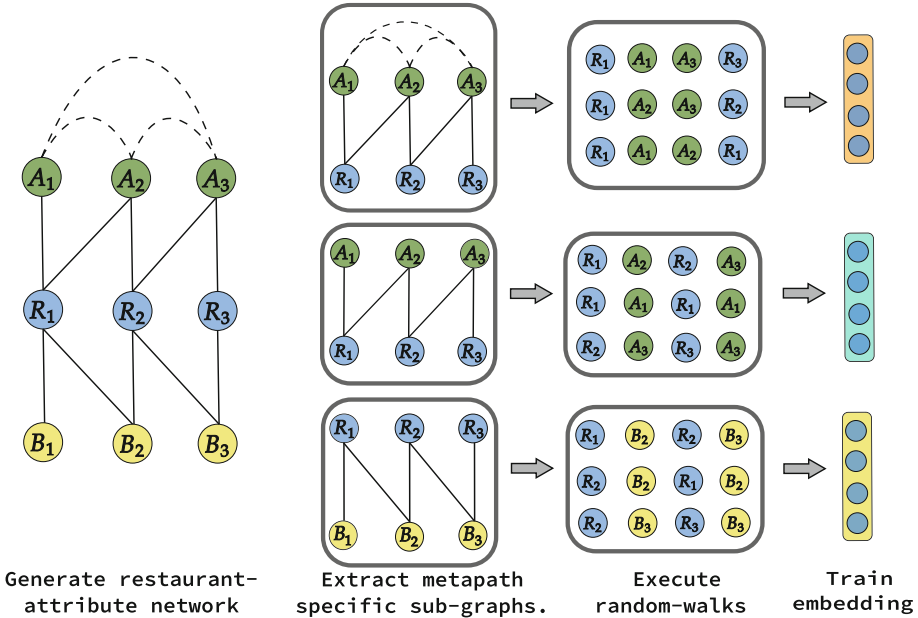 A1 A2 A3
R1 R2 R3
B1 B2 B3
Generate restaurant-
attribute network
A1 A2 A3
R1 R2 R3
A1 A2 A3
R1 R2 R3
R1 R2 R3
B1 B2 B3
Extract metapath
specific sub-graphs.
R1 A1 A3 R3
R1 A2 A3 R2
R1 A1 A2 R1
R1 A2 R2 A3
R1 A1 R1 A1
R2 A3 R3 A3
R1 B2 R2 B3
R2 B2 R1 B2
R2 B3 R3 B3
Execute
random-walks
Train
embedding